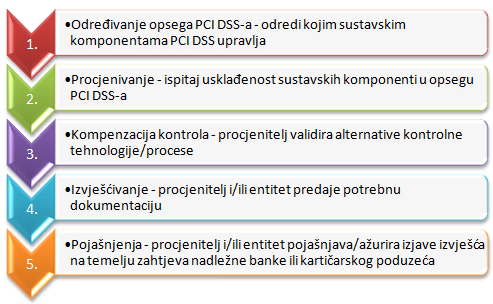 1.
•Određivanje opsega PCI DSS-a - odredi kojim sustavskim
komponentama PCI DSS upravlja
2.
•Procjenivanje - ispitaj usklađenost sustavskih komponenti u opsegu
PCI DSS-a
3.
•Kompenzacija kontrola - procjenitelj validira alternative kontrolne
tehnologije/procese
4.
•Izvješćivanje - procjenitelj i/ili entitet predaje potrebnu
dokumentaciju
5.
•Pojašnjenja - procjenitelj i/ili entitet pojašnjava/ažurira izjave izvješća
na temelju zahtjeva nadležne banke ili kartičarskog poduzeća